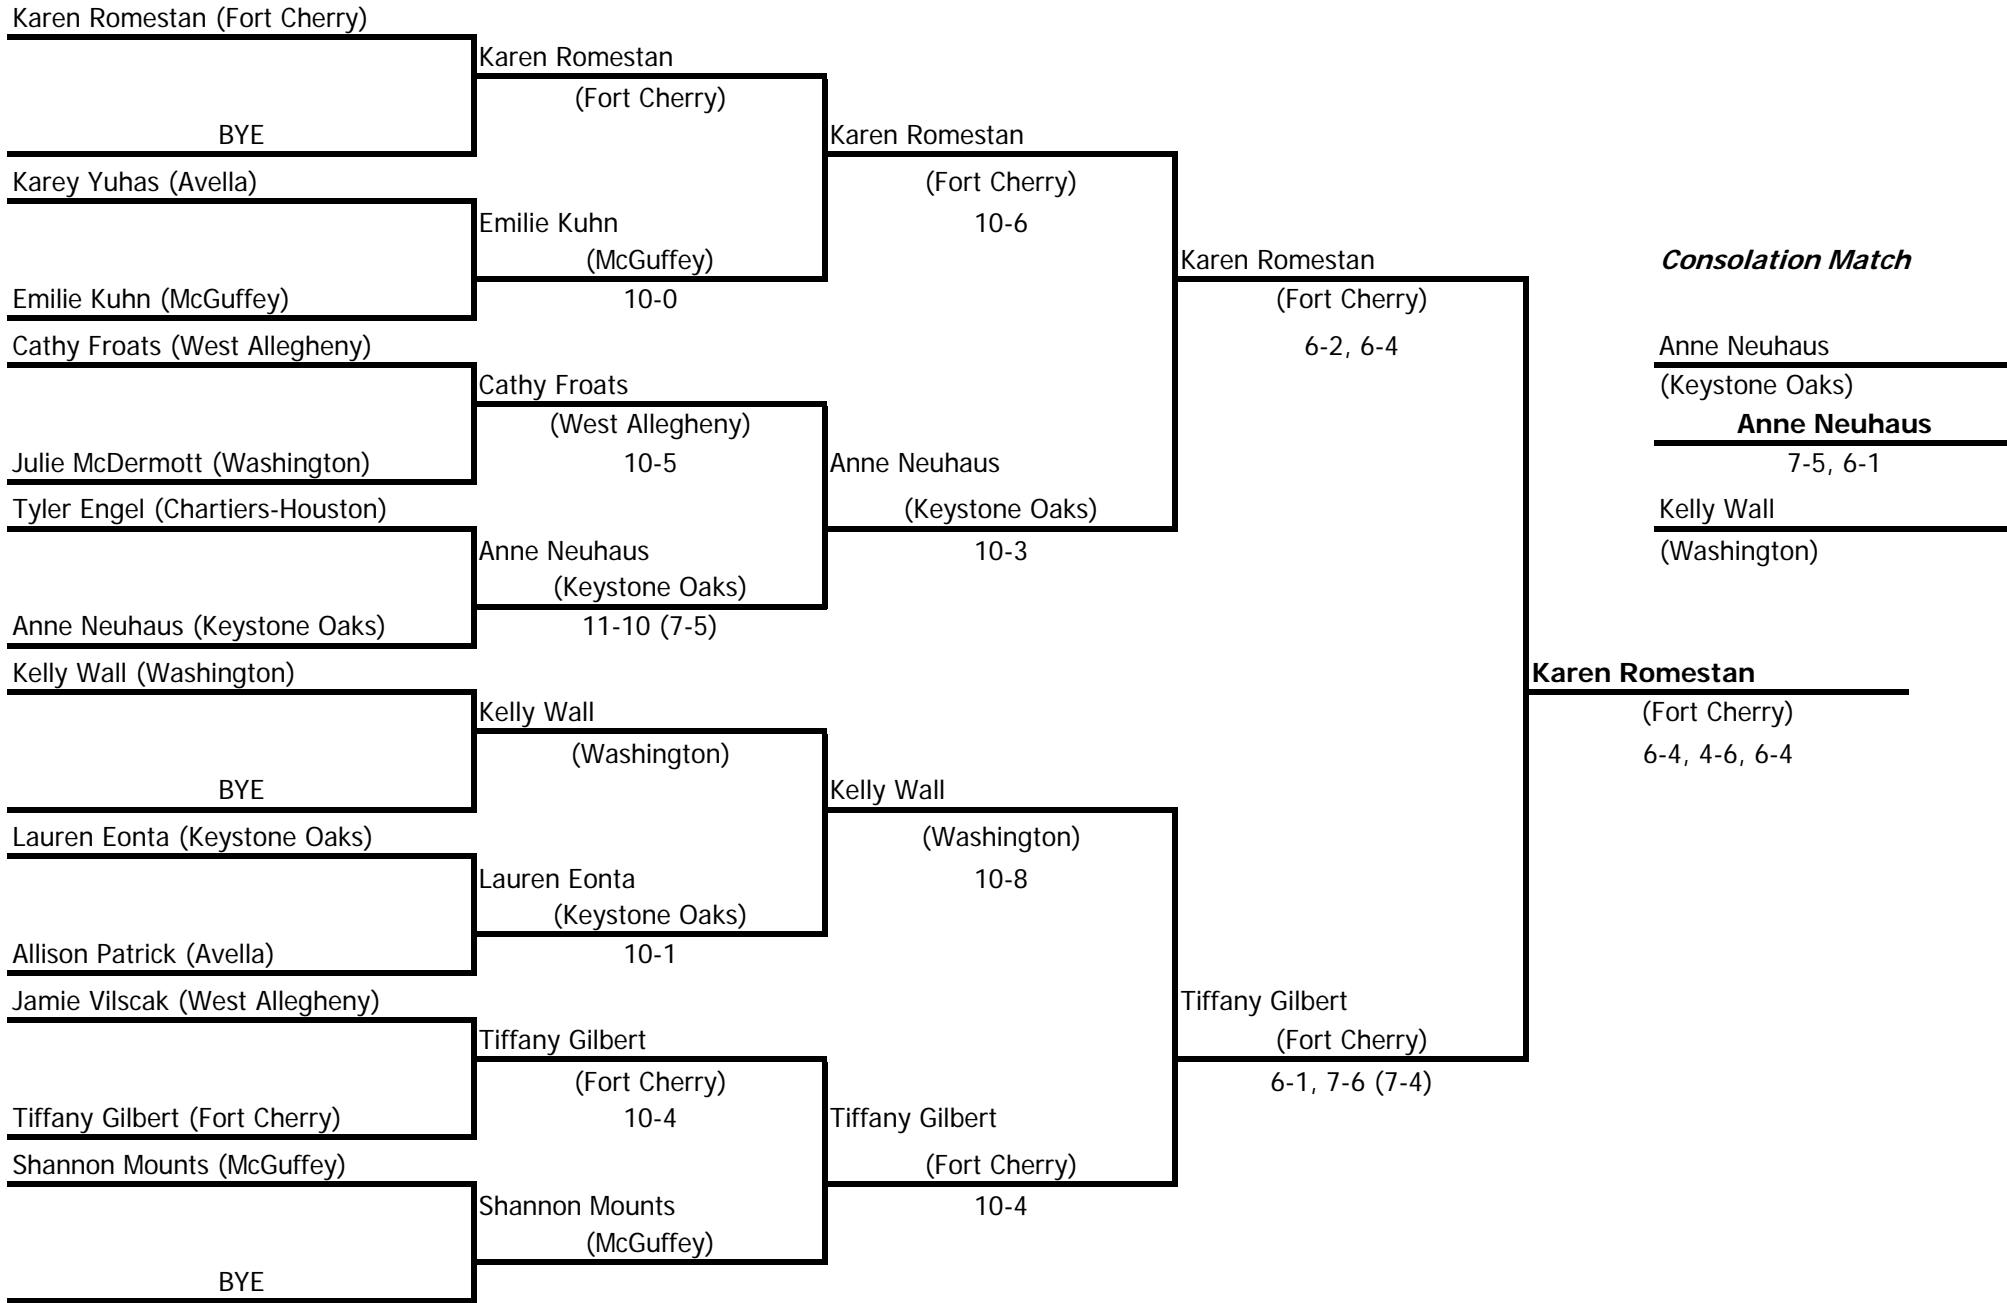 Karen Romestan (Fort Cherry)
BYE
Karey Yuhas (Avella)
Emilie Kuhn (McGuffey)
Cathy Froats (West Allegheny)
Julie McDermott (Washington)
Tyler Engel (Chartiers-Houston)
Anne Neuhaus (Keystone Oaks)
Kelly Wall (Washington)
BYE
Lauren Eonta (Keystone Oaks)
Allison Patrick (Avella)
Jamie Vilscak (West Allegheny)
Tiffany Gilbert (Fort Cherry)
Shannon Mounts (McGuffey)
BYE
Karen Romestan
(Fort Cherry)
Emilie Kuhn
(McGuffey)
10-0
Cathy Froats
(West Allegheny)
10-5
Anne Neuhaus
(Keystone Oaks)
11-10 (7-5)
Kelly Wall
(Washington)
Lauren Eonta
(Keystone Oaks)
10-1
Tiffany Gilbert
(Fort Cherry)
10-4
Shannon Mounts
(McGuffey)
Karen Romestan
(Fort Cherry)
10-6
Anne Neuhaus
(Keystone Oaks)
10-3
Kelly Wall
(Washington)
10-8
Tiffany Gilbert
(Fort Cherry)
10-4
Karen Romestan
(Fort Cherry)
6-2, 6-4
Tiffany Gilbert
(Fort Cherry)
6-1, 7-6 (7-4)
Karen Romestan
(Fort Cherry)
6-4, 4-6, 6-4
Consolation Match
Anne Neuhaus
(Keystone Oaks)
Anne Neuhaus
7-5, 6-1
Kelly Wall
(Washington)